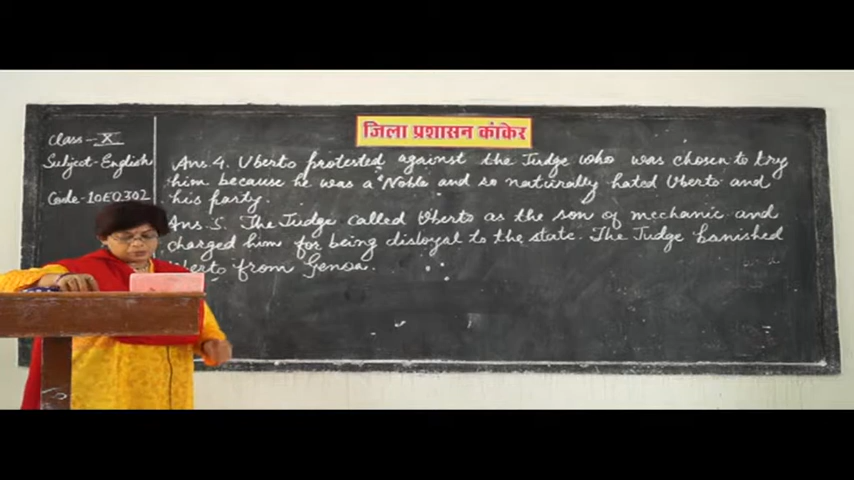 जिला प्रशासन कांकेर
Class - X
Subject - English
Code - 10EQ302
Ans. 4. Uberto protested against the Judge who was chosen to try
him because he was a Noble and so naturally hated Uberto and
his party.
Ans. 5. The Judge called Uberto as the son of mechanic and
charged him for being disloyal to the state. The Judge banished
Uberto from Genoa.